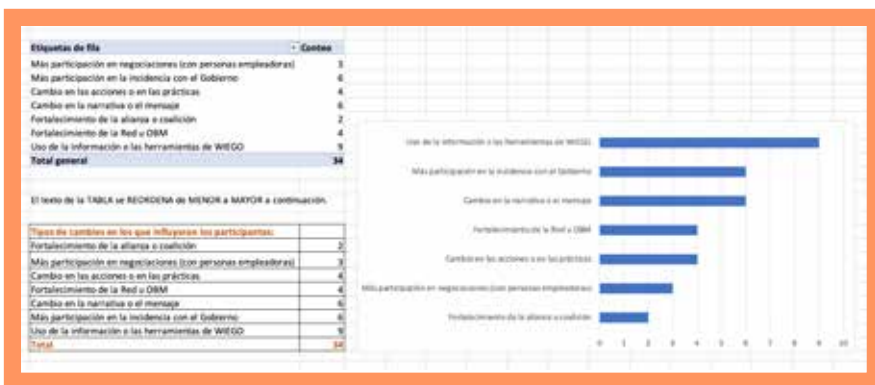 Etiquetas de fila Conteo
Más participación en negociaciones (con personas empleadoras) 3
Más participación en la incidencia con el Gobierno 6
Cambio en las acciones o en las prácticas 4
Cambio en la narrativa o el mensaje 6
Fortalecimiento de la alianza o coalición 2
Fortalecimiento de la Red u OBM 4
Uso de la información o las herramientas de WIEGO 9
Total general 34
El texto de la TABLA se REORDENA de MENOR a MAYOR a continuación.
Tipos de cambios en los que influyeron los participantes:
Fortalecimiento de la alianza o coalición 2
Más participación en negociaciones (con personas empleadoras) 3
Cambio en las acciones o en las prácticas 4
Fortalecimiento de la Red u OBM 4
Cambio en la narrativa o el mensaje 6
Más participación en la incidencia con el Gobierno 6
Uso de la información o las herramientas de WIEGO 9
Total 34
Uso de la información o las herramientas de WIEGO
Más participación en la incidencia con el Gobierno
Cambio en la narrativa o el mensaje
Fortalecimiento de la Red u OBM
Cambio en las acciones o en las prácticas
Más participación en negociaciones (con personas empleadoras)
Fortalecimiento de la alianza o coalición
0 1 2 3 4 5 6 7 8 9 10